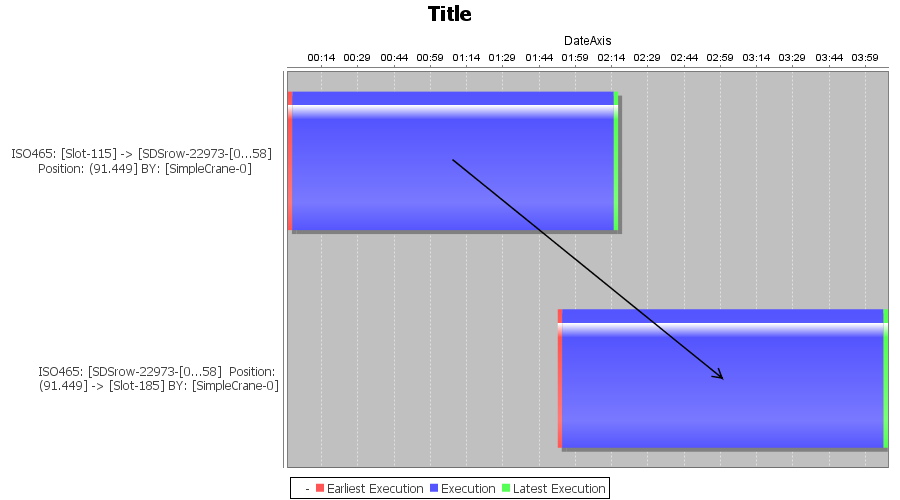 Title
DateAxis
00:14 00:29 00:44 00:59 01:14 01:29 01:44 01:59 02:14 02:29 02:44 02:59 03:14 03:29 03:44 03:59
ISO465: [Slot-115] -> [SDSrow-22973-[0...58]
Position: (91.449] BY: [SimpleCrane-0]
ISO465: [SDSrow-22973-[0...58] Position:
(91.449] -> [Slot-185] BY: [SimpleCrane-0]
- Earliest Execution Execution Latest Execution